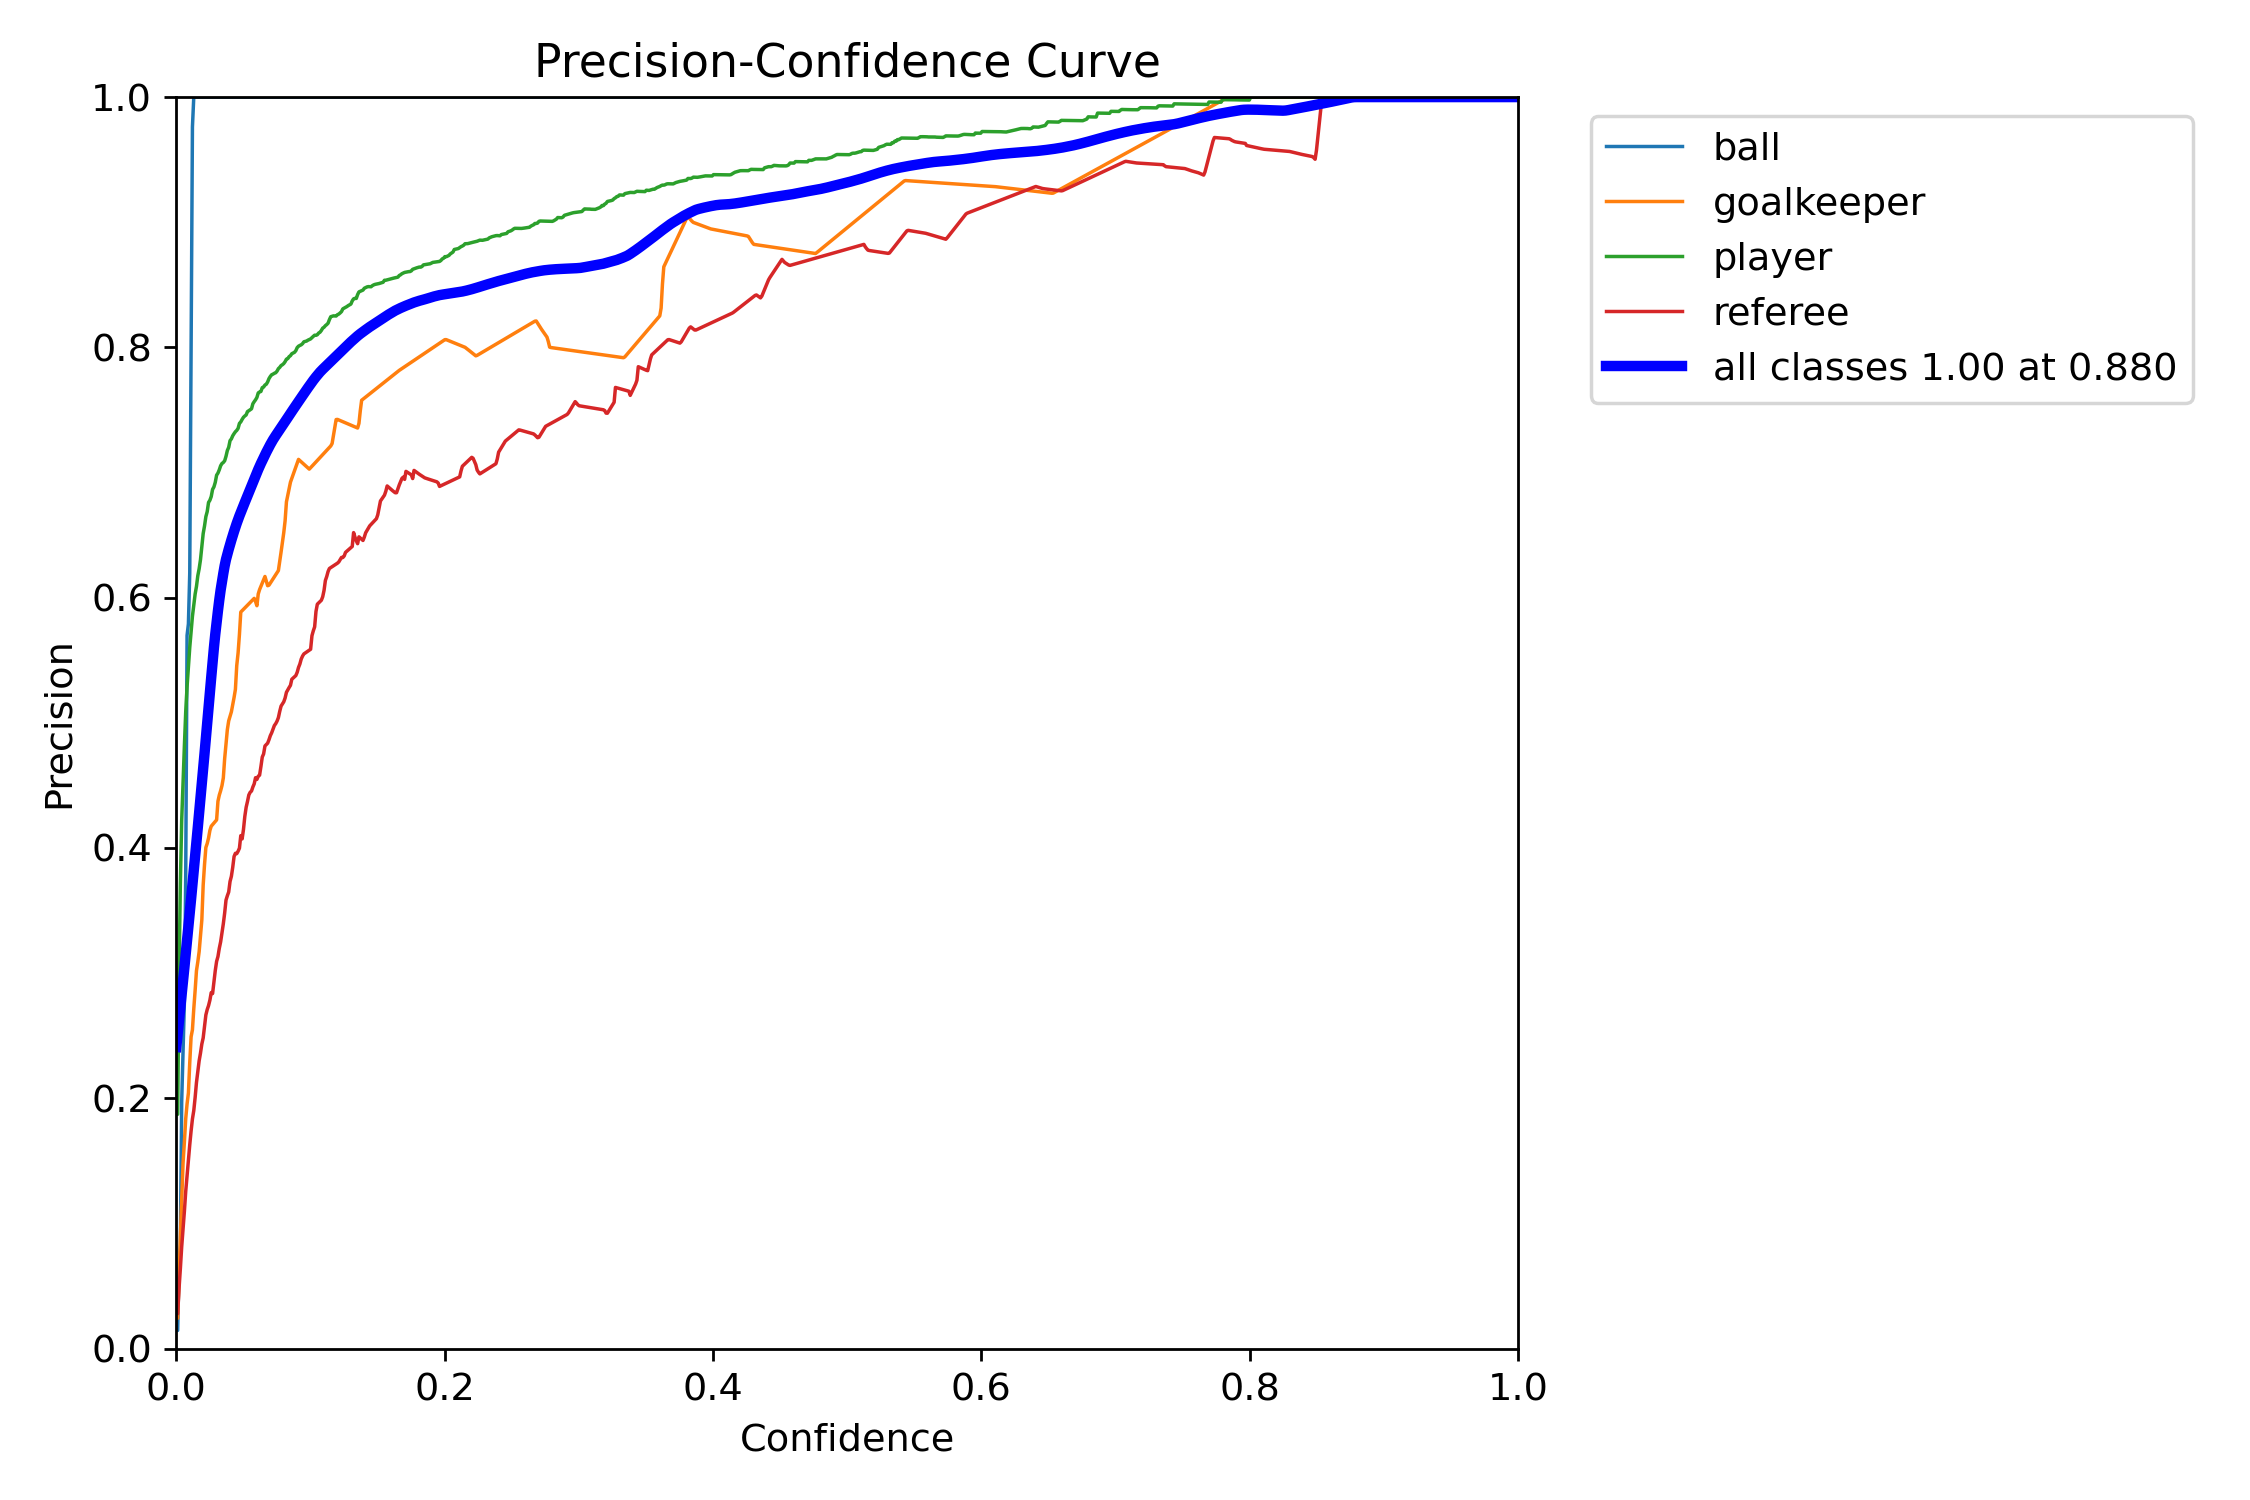 Precision-Confidence Curve
1.0
0.8
0.6
0.4
0.2
0.0
Precision
0.0 0.2 0.4 0.6 0.8 1.0
Confidence
ball
goalkeeper
player
referee
all classes 1.00 at 0.880